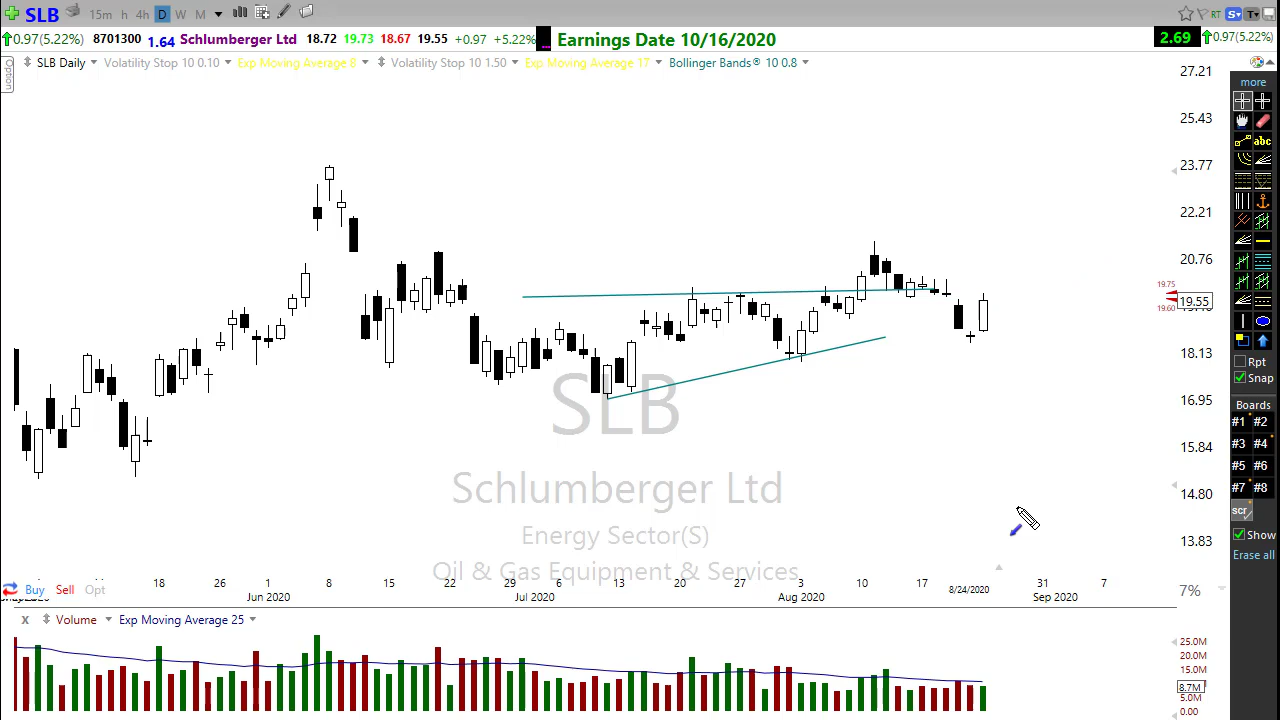 SLB 15m h 4h D W M RT S T
0.97(5.22%) 8701300 1.64 Schlumberger Ltd 18.72 19.73 18.67 19.55 +0.97 +5.22% Earnings Date 10/16/2020 2.69 0.97(5.22%)
Option
SLB Daily Volatility Stop 10 0.10 Exp Moving Average 8 Volatility Stop 10 1.50 Exp Moving Average 17 Bollinger Bands® 10 0.8
27.21
25.43
23.77
22.21
20.76
19.75
19.55
19.60
18.13
16.95
15.84
14.80
13.83
more
abc
Rpt
Snap
Boards
#1 #2
#3 #4
#5 #6
#7 #8
scr
Show
Erase all
SLB
Schlumberger Ltd
Energy Sector(S)
Oil & Gas Equipment & Services
18 26 1 8 15 22 29 6 13 20 27 3 10 17 8/24/2020 31 7
Buy Sell Opt 7%
Jun 2020 Jul 2020 Aug 2020 Sep 2020
x Volume Exp Moving Average 25
25.0M
20.0M
15.0M
8.7M
5.0M
0.00